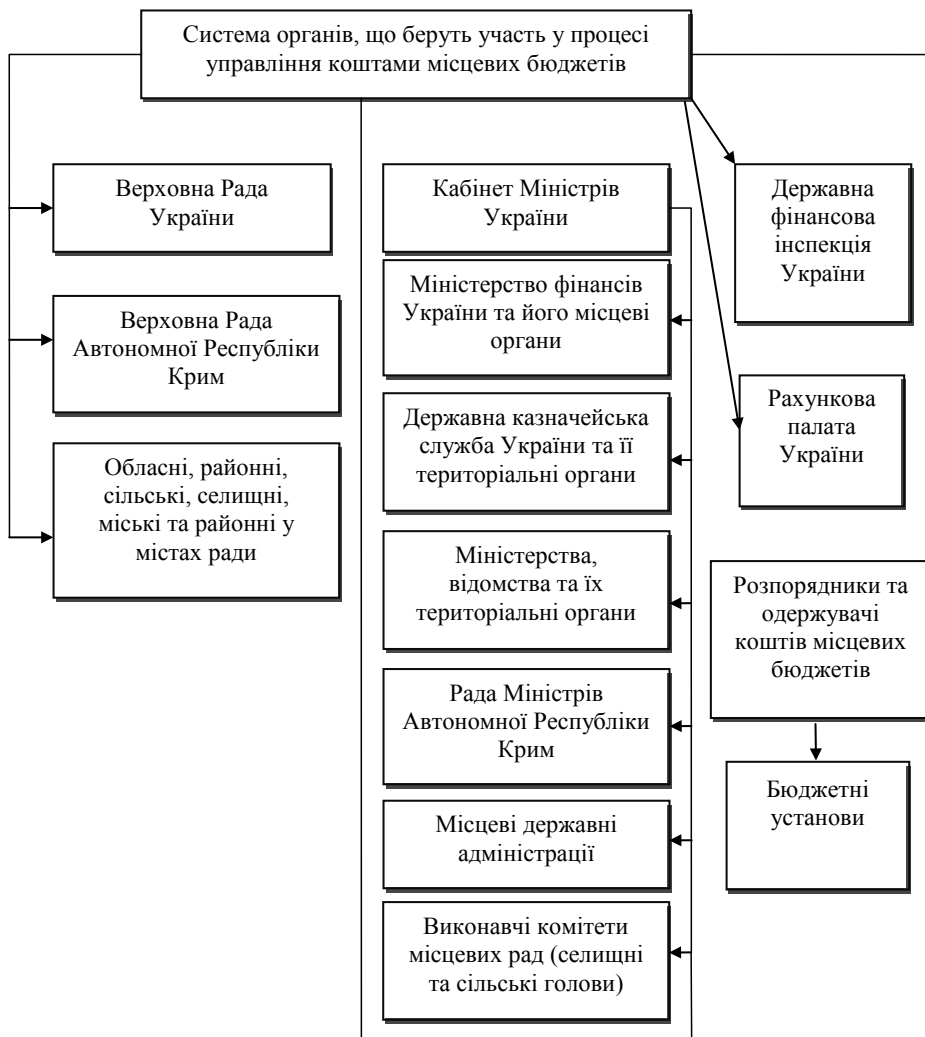 Система органів, що беруть участь у процесі
управління коштами місцевих бюджетів
Верховна Рада
України
Верховна Рада
Автономної Республіки
Крим
Обласні, районні,
сільські, селищні,
міські та районні у
містах ради
Кабінет Міністрів
України
Міністерство фінансів
України та його місцеві
органи
Державна казначейська
служба України та її
територіальні органи
Міністерства,
відомства та їх
територіальні органи
Рада Міністрів
Автономної Республіки
Крим
Місцеві державні
адміністрації
Виконавчі комітети
місцевих рад (селищні
та сільські голови)
Державна
фінансова
інспекція
України
Рахункова
палата
України
Розпорядники та
одержувачі
коштів місцевих
бюджетів
Бюджетні
установи